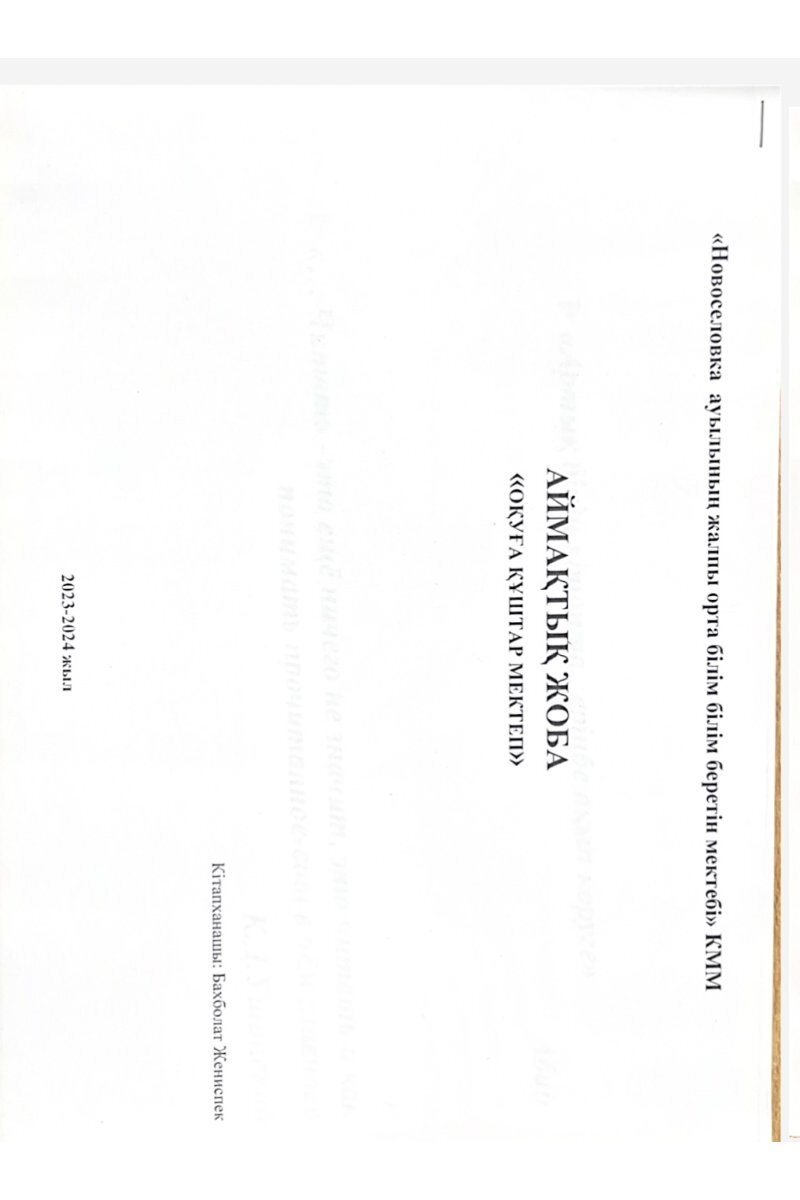 «Новоселовка ауылының жалпы орта білім білім беретін мектебі» КММ
АЙМАҚТЫҚ ЖОБА
«ОҚУҒА ҚҰШТАР МЕКТЕП»
Кітапханашы: Бахболат Жениспек
2023-2024 жыл